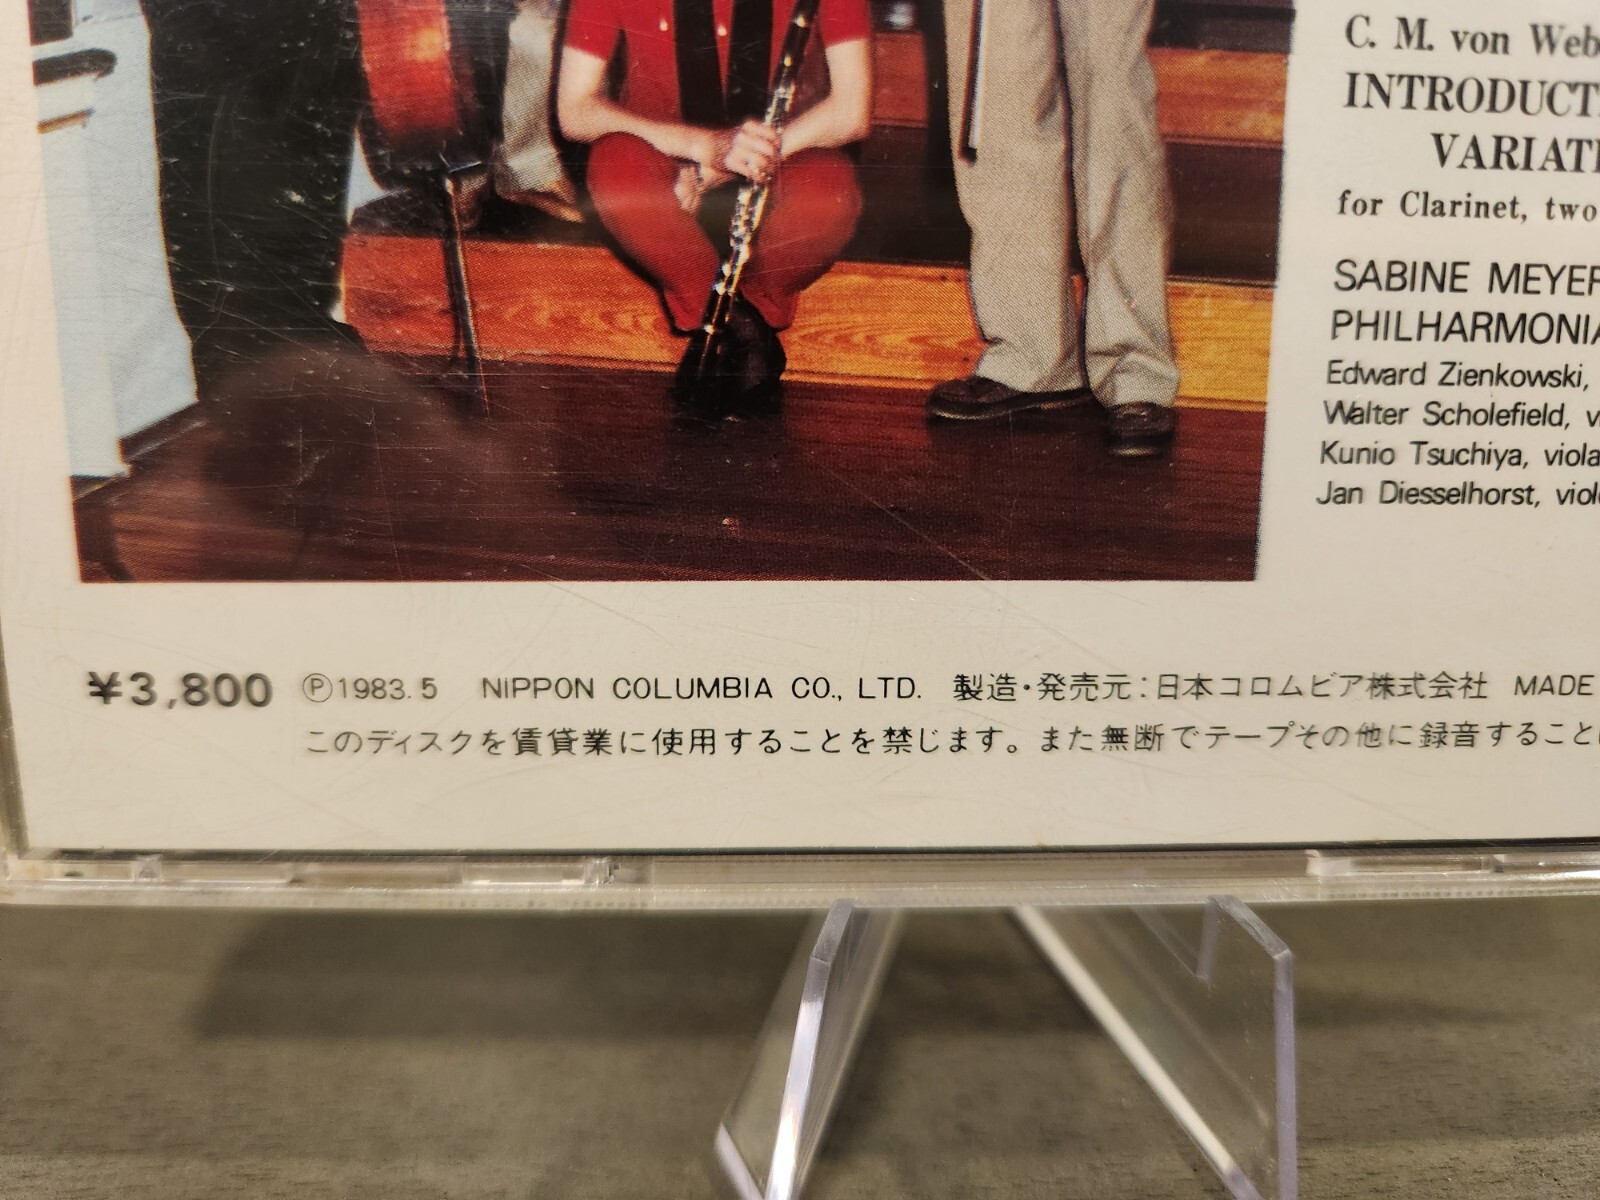 C. M. von Web
INTRODUCT
VARIATI
for Clarinet, two
SABINE MEYER
PHILHARMONIA
Edward Zienkowski,
Walter Scholefield, v
Kunio Tsuchiya, viola
Jan Diesselhorst, viol
¥3,800 Ⓟ1983.5 NIPPON COLUMBIA CO., LTD. 製造・発売元:日本コロムビア株式会社 MADE
このディスクを賃貸業に使用することを禁じます。また無断でテープその他に録音すること